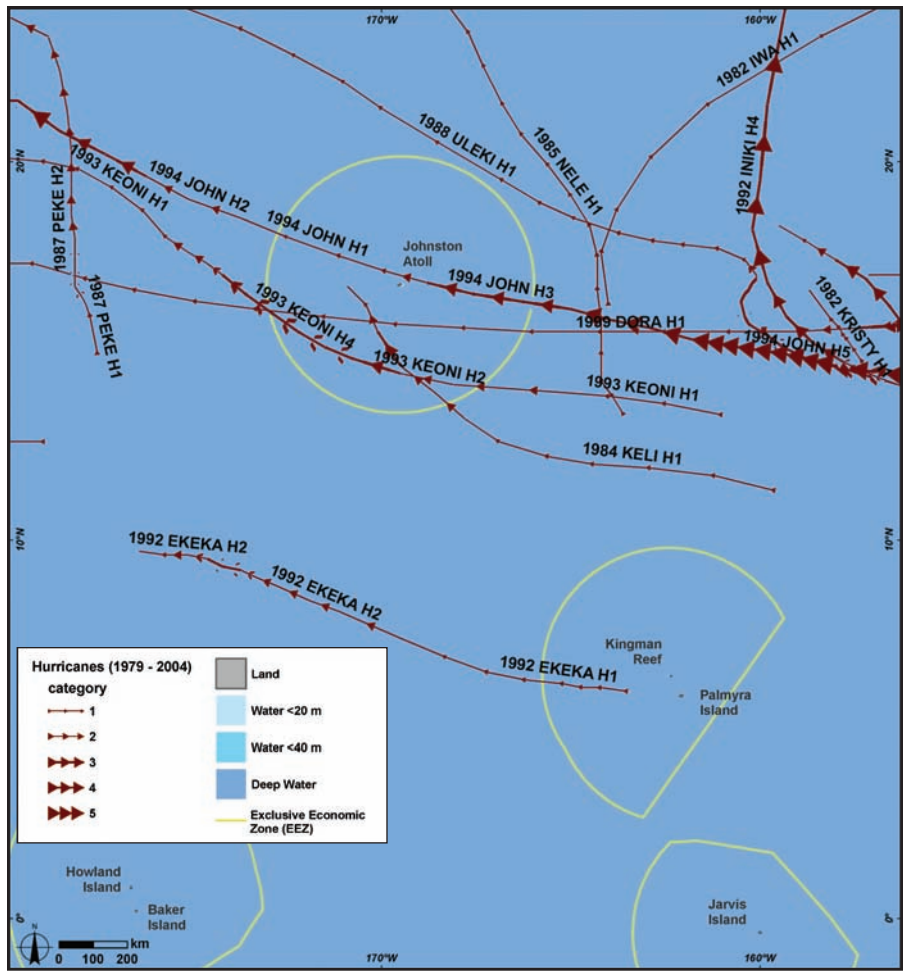 170°W
160°W
1982 IWA H1
1988 ULEKI H1
1985 NELE H1
1992 INIKI H4
20°N
20°N
1993 KEONI H1
1994 JOHN H2
1987 PEKE H2
1994 JOHN H1
Johnston
Atoll
1994 JOHN H3
1987 PEKE H1
1993 KEONI H4
1999 DORA H1
1982 KRISTY H1
1994 JOHN H5
1993 KEONI H2
1993 KEONI H1
1984 KELI H1
10°N
10°N
1992 EKEKA H2
1992 EKEKA H2
1992 EKEKA H1
Kingman
Reef
Palmyra
Island
Hurricanes (1979 - 2004)
category
1
2
3
4
5
Land
Water <20 m
Water <40 m
Deep Water
Exclusive Economic
Zone (EEZ)
Howland
Island
Baker
Island
Jarvis
Island
0°
0°
N
km
0 100 200
170°W
160°W